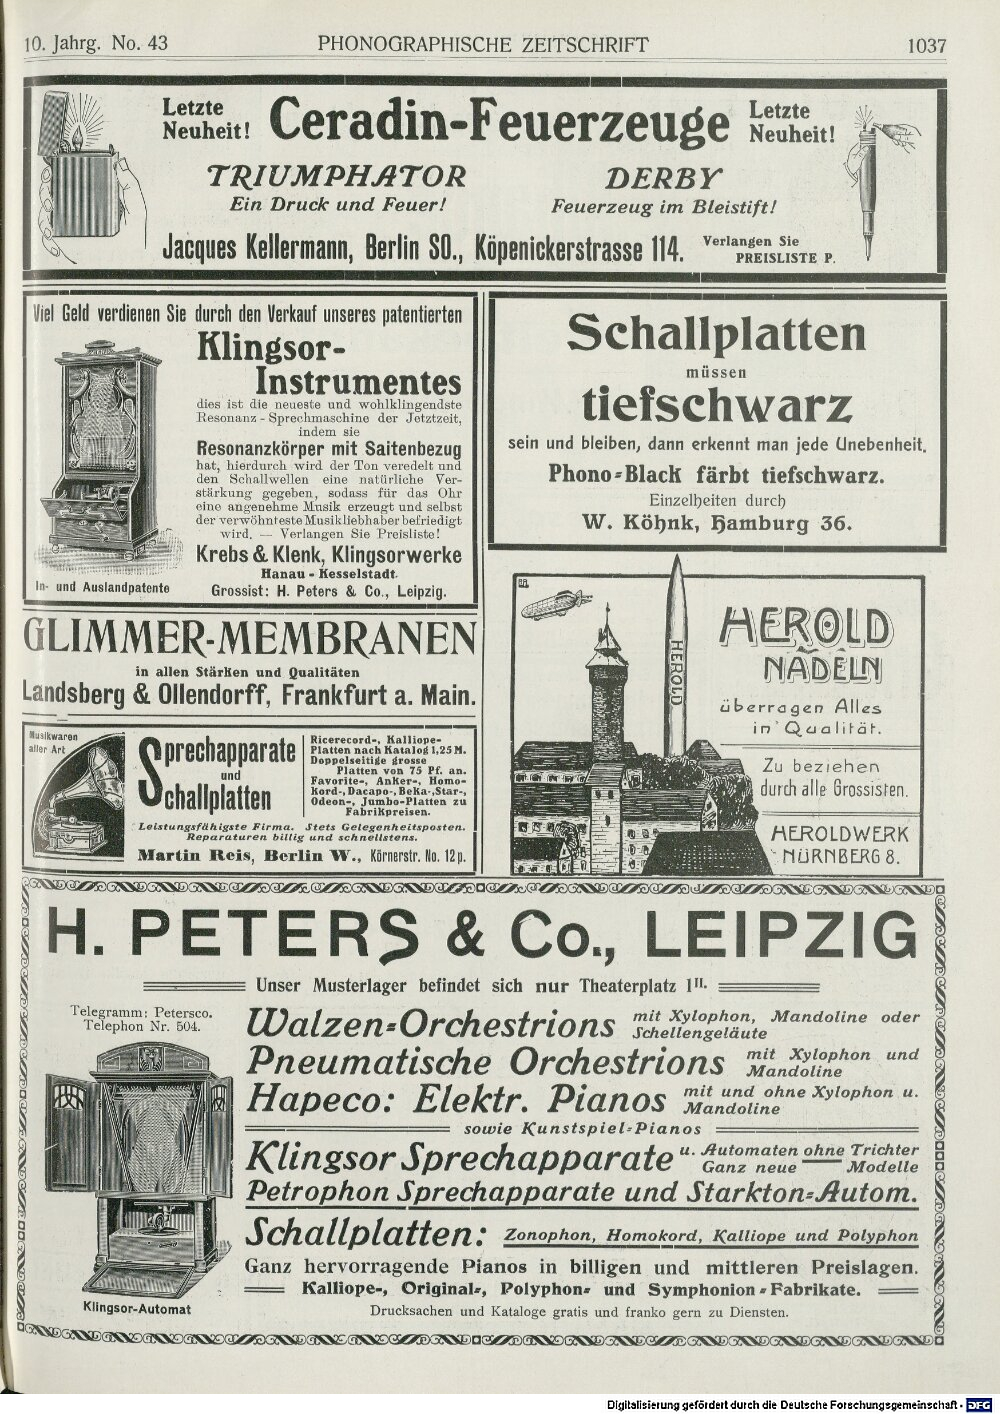 10. Jahrg. No. 43
PHONOGRAPHISCHE ZEITSCHRIFT
1037
Letzte
Neuheit!
Ceradin-Feuerzeuge
Letzte
Neuheit!
TRIUMPHATOR
Ein Druck und Feuer!
DERBY
Feuerzeug im Bleistift!
Jacques Kellermann, Berlin SO., Köpenickerstrasse 114.
Verlangen Sie
PREISLISTE P.
Viel Geld verdienen Sie durch den Verkauf unseres patentierten
Klingsor-
Instrumentes
dies ist die neueste und wohlklingendste
Resonanz-Sprechmaschine der Jetztzeit,
indem sie
Resonanzkörper mit Saitenbezug
hat, hierdurch wird der Ton veredelt und
den Schallwellen eine natürliche Ver-
stärkung gegeben, sodass für das Ohr
eine angenehme Musik erzeugt und selbst
der verwöhnteste Musikliebhaber befriedigt
wird. — Verlangen Sie Preisliste!
Krebs & Klenk, Klingsorwerke
Hanau-Kesselstadt.
Grossist: H. Peters & Co., Leipzig.
In- und Auslandpatente
Schallplatten
müssen
tiefschwarz
sein und bleiben, dann erkennt man jede Unebenheit.
Phono-Black färbt tiefschwarz.
Einzelheiten durch
W. Köhnk, Hamburg 36.
GLIMMER-MEMBRANEN
in allen Stärken und Qualitäten
Landsberg & Ollendorff, Frankfurt a. Main.
Musikwaren
aller Art
Sprechapparate
und
Schallplatten
Ricerecord-, Kalliope-
Platten nach Katalog 1,25 M.
Doppelseitige grosse
Platten von 75 Pf. an.
Favorite-, Anker-, Homo-
Kord-, Dacapo-, BeKa-, Star-,
Odeon-, Jumbo-Platten zu
Fabrikpreisen.
Leistungsfähigste Firma. Stets Gelegenheitsposten.
Reparaturen billig und schnellstens.
Martin Reis, Berlin W., Körnerstr. No. 12 p.
HEROLD
HEROLD
NADELN
überragen Alles
in Qualität.
Zu beziehen
durch alle Grossisten.
HEROLDWERK
NÜRNBERG 8.
H. PETERS & Co., LEIPZIG
Unser Musterlager befindet sich nur Theaterplatz 1II.
Telegramm: Petersco.
Telephon Nr. 504.
Walzen-Orchestrions mit Xylophon, Mandoline oder
Schellengeläute
Pneumatische Orchestrions mit Xylophon und
Mandoline
Hapeco: Elektr. Pianos mit und ohne Xylophon u.
Mandoline
sowie Kunstspiel-Pianos
Klingsor Sprechapparate u. Automaten ohne Trichter
Ganz neue Modelle
Petrophon Sprechapparate und Starkton-Autom.
Schallplatten: Zonophon, Homokord, Kalliope und Polyphon
Ganz hervorragende Pianos in billigen und mittleren Preislagen.
Kalliope-, Original-, Polyphon- und Symphonion-Fabrikate.
Drucksachen und Kataloge gratis und franko gern zu Diensten.
Klingsor-Automat
Digitalisierung gefördert durch die Deutsche Forschungsgemeinschaft - DFG